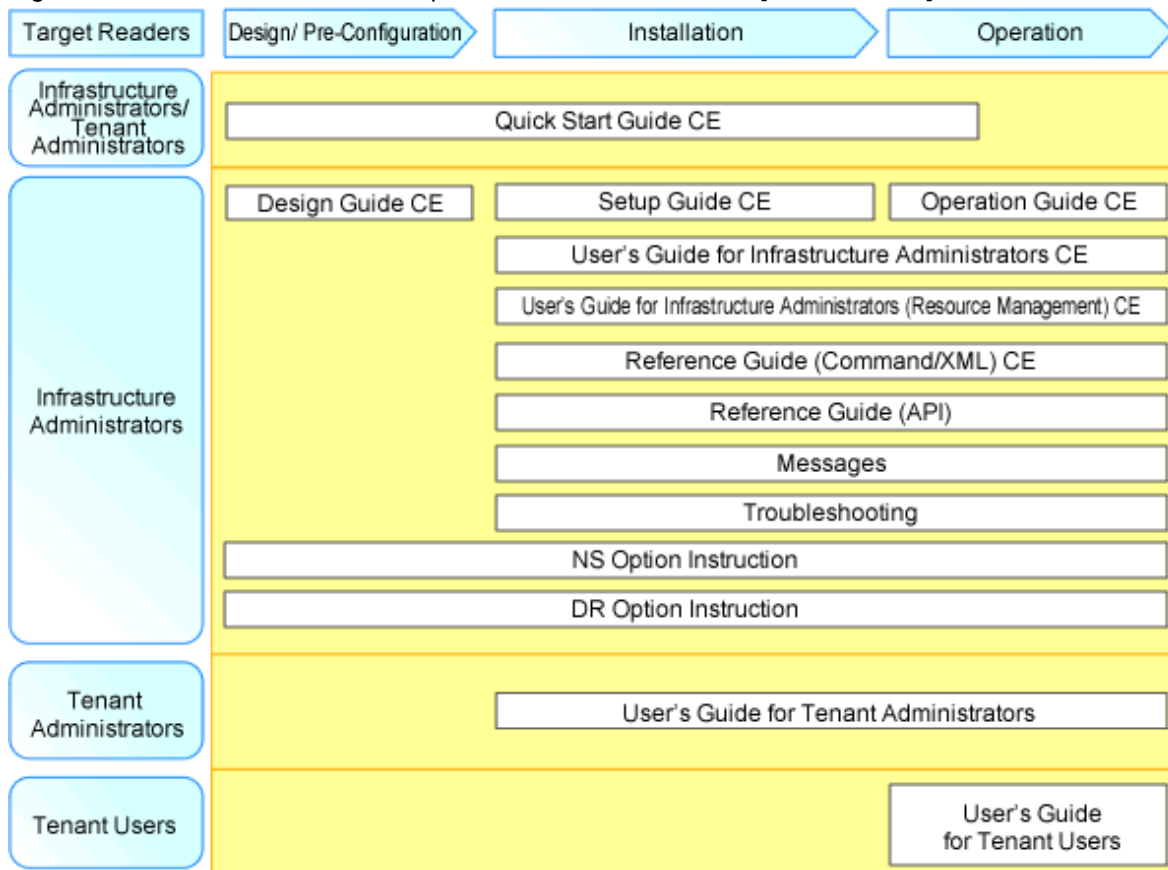 Target Readers
Design/ Pre-Configuration
Installation
Operation
Infrastructure
Administrators/
Tenant
Administrators
Quick Start Guide CE
Infrastructure
Administrators
Design Guide CE
Setup Guide CE
Operation Guide CE
User's Guide for Infrastructure Administrators CE
User's Guide for Infrastructure Administrators (Resource Management) CE
Reference Guide (Command/XML) CE
Reference Guide (API)
Messages
Troubleshooting
NS Option Instruction
DR Option Instruction
Tenant
Administrators
User's Guide for Tenant Administrators
Tenant Users
User's Guide
for Tenant Users